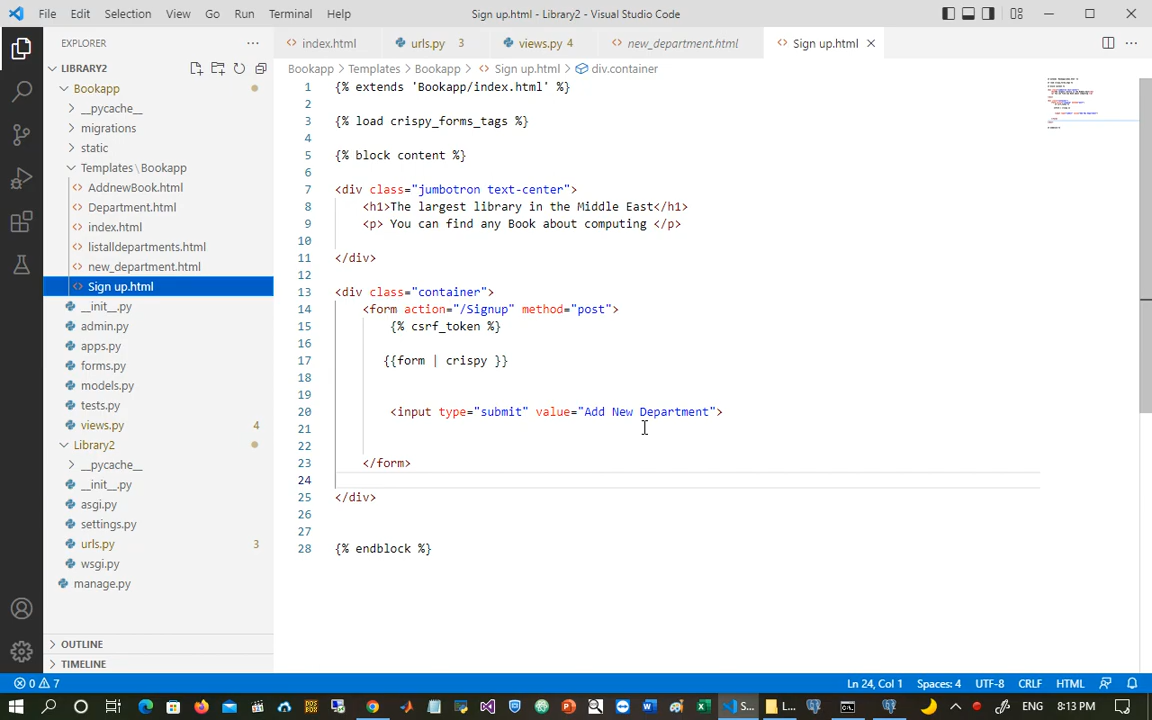 File Edit Selection View Go Run Terminal Help Sign up.html - Library2 - Visual Studio Code
EXPLORER
index.html
urls.py 3
views.py 4
new_department.html
Sign up.html
LIBRARY2
Bookapp > Templates > Bookapp > Sign up.html > div.container
Bookapp
__pycache__
migrations
static
Templates \ Bookapp
AddnewBook.html
Department.html
index.html
listalldepartments.html
new_department.html
Sign up.html
__init__.py
admin.py
apps.py
forms.py
models.py
tests.py
views.py 4
Library2
__pycache__
__init__.py
asgi.py
settings.py
urls.py 3
wsgi.py
manage.py
OUTLINE
TIMELINE
1 {% extends 'Bookapp/index.html' %}
2
3 {% load crispy_forms_tags %}
4
5 {% block content %}
6
7 <div class="jumbotron text-center">
8 <h1>The largest library in the Middle East</h1>
9 <p> You can find any Book about computing </p>
10
11 </div>
12
13 <div class="container">
14 <form action="/Signup" method="post">
15 {% csrf_token %}
16
17 {{form | crispy }}
18
19
20 <input type="submit" value="Add New Department">
21
22
23 </form>
24
25 </div>
26
27
28 {% endblock %}
0 7 Ln 24, Col 1 Spaces: 4 UTF-8 CRLF HTML
S... L... ENG 8:13 PM